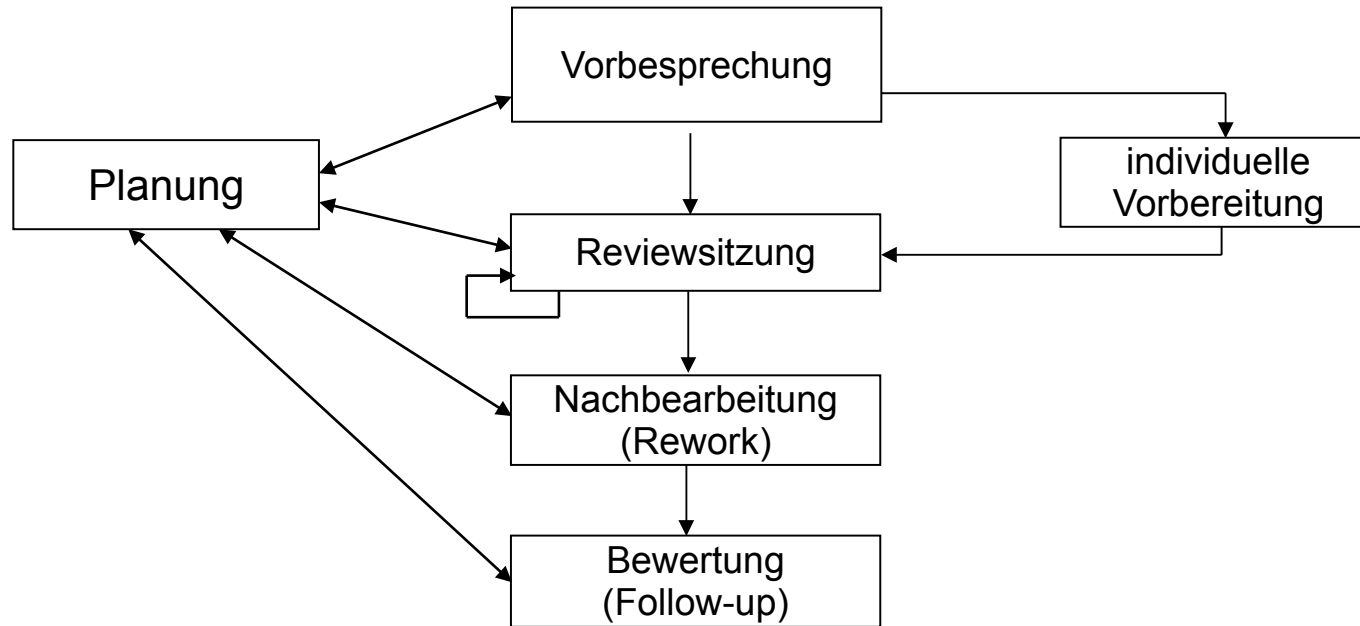 Vorbesprechung
Planung
individuelle
Vorbereitung
Reviewsitzung
Nachbearbeitung
(Rework)
Bewertung
(Follow-up)